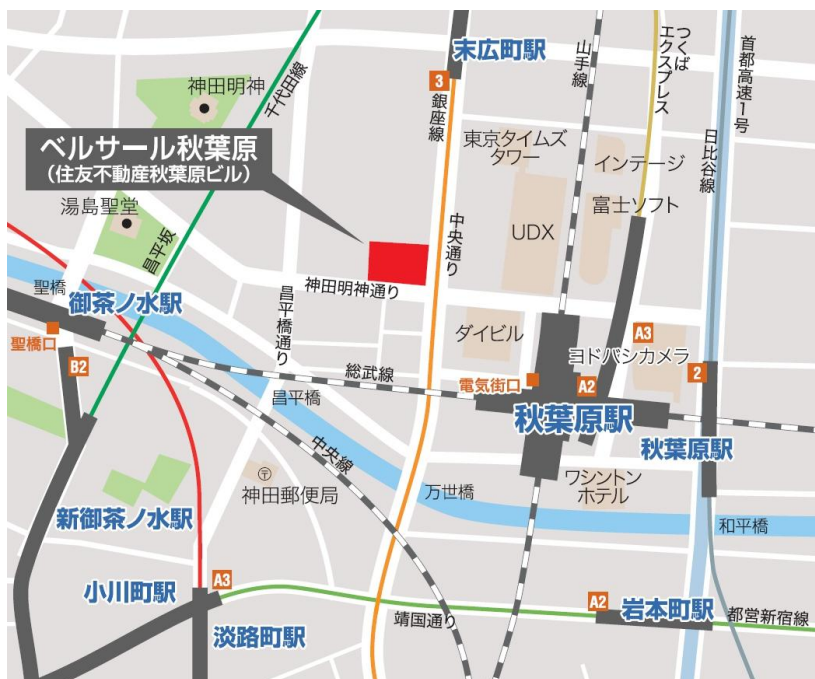 末広町駅
3
銀座線
山手線
つくば
エクスプレス
首都高速1号
日比谷線
神田明神
千代田線
ベルサール秋葉原
(住友不動産秋葉原ビル)
東京タイムズ
タワー
インテージ
富士ソフト
湯島聖堂
昌平坂
UDX
中央通り
神田明神通り
聖橋
御茶ノ水駅
聖橋口
B2
昌平橋通り
ダイビル
A3
ヨドバシカメラ
2
総武線
電気街口
A2
昌平橋
秋葉原駅
秋葉原駅
中央線
〒
神田郵便局
万世橋
ワシントン
ホテル
和平橋
新御茶ノ水駅
小川町駅
A3
淡路町駅
靖国通り
A2
岩本町駅
都営新宿線